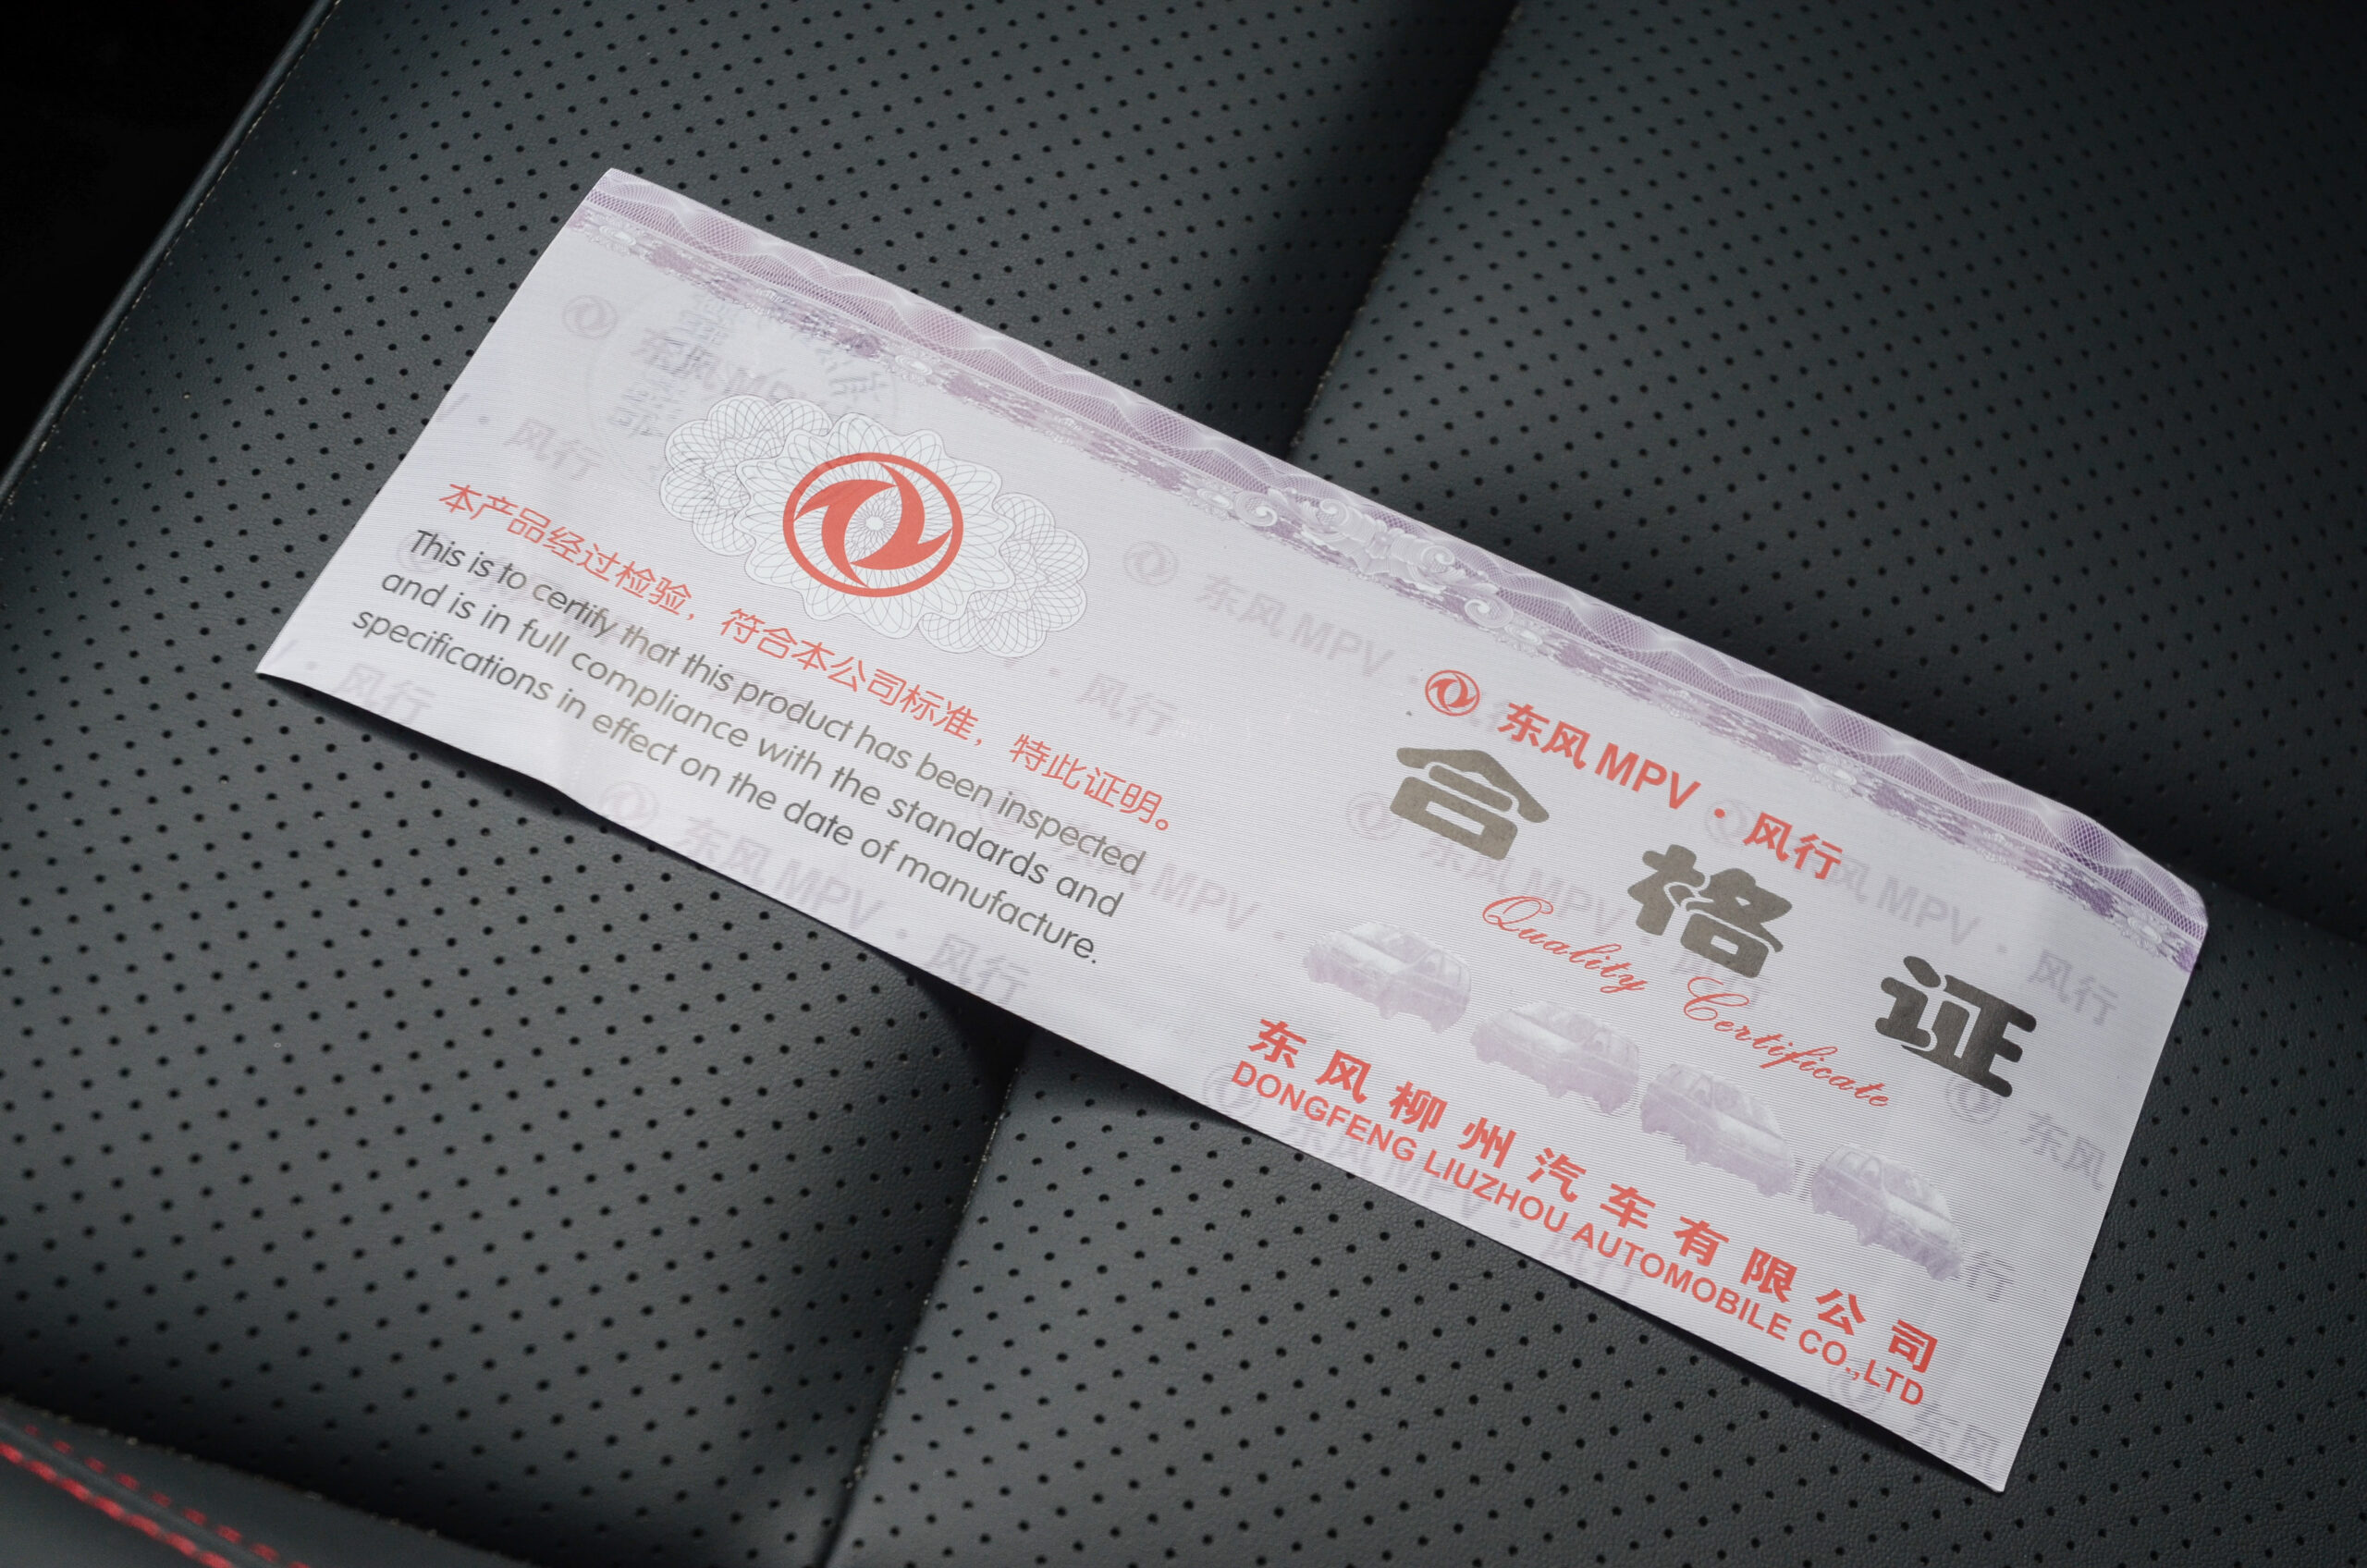 本产品经过检验，符合本公司标准，特此证明。
This is to certify that this product has been inspected
and is in full compliance with the standards and
specifications in effect on the date of manufacture.
东风 MPV · 风行
合格证
Quality Certificate
东风柳州汽车有限公司
DONGFENG LIUZHOU AUTOMOBILE CO.,LTD